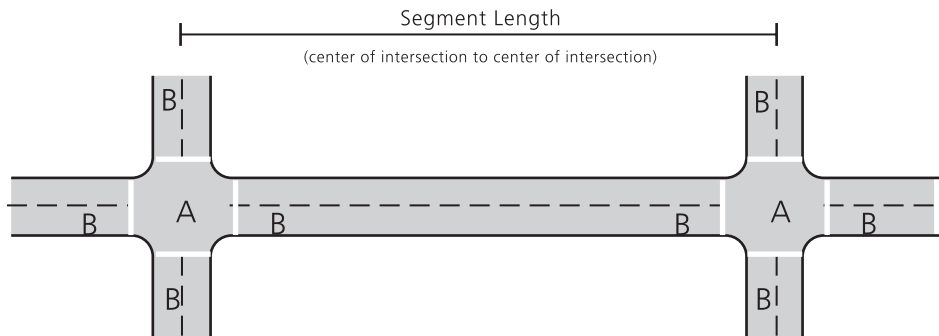 Segment Length
(center of intersection to center of intersection)
B B
B A B B A B
B B